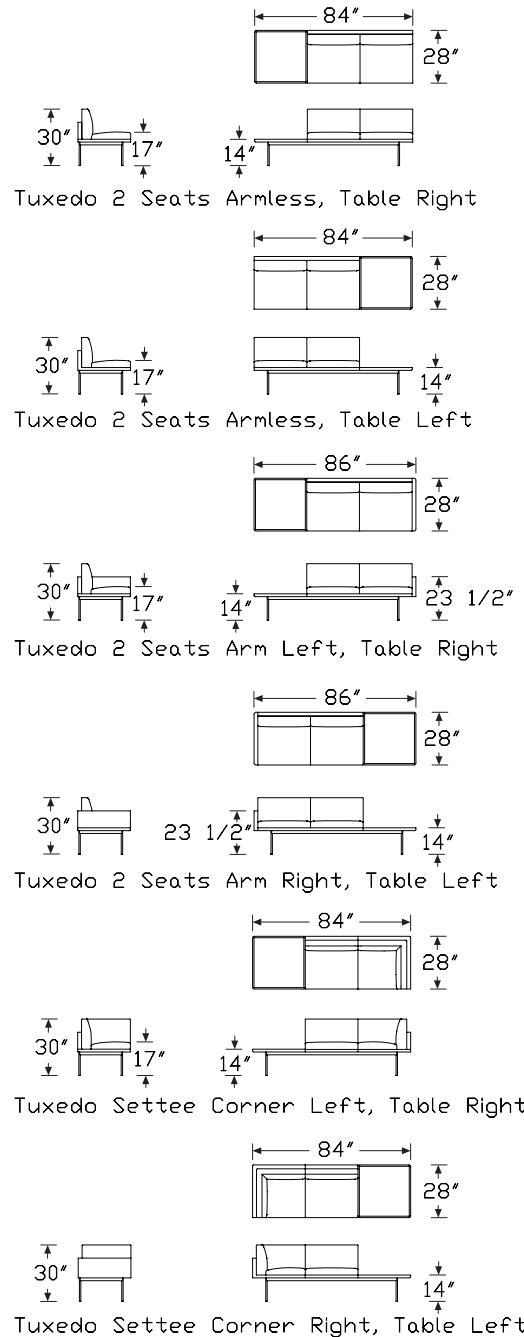 84″
28″
30″ 17″ 14″
Tuxedo 2 Seats Armless, Table Right
84″
28″
30″ 17″ 14″
Tuxedo 2 Seats Armless, Table Left
86″
28″
30″ 17″ 14″ 23 1/2″
Tuxedo 2 Seats Arm Left, Table Right
86″
28″
30″ 23 1/2″ 14″
Tuxedo 2 Seats Arm Right, Table Left
84″
28″
30″ 17″ 14″
Tuxedo Settee Corner Left, Table Right
84″
28″
30″ 14″
Tuxedo Settee Corner Right, Table Left